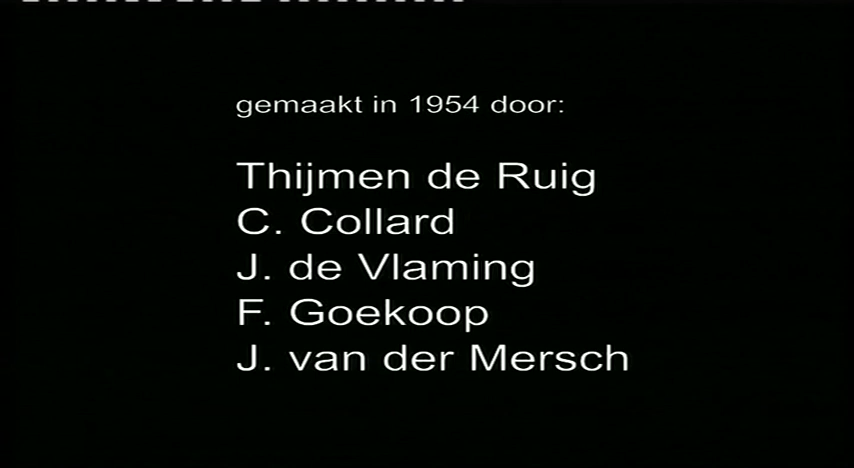 gemaakt in 1954 door:
Thijmen de Ruig
C. Collard
J. de Vlaming
F. Goekoop
J. van der Mersch